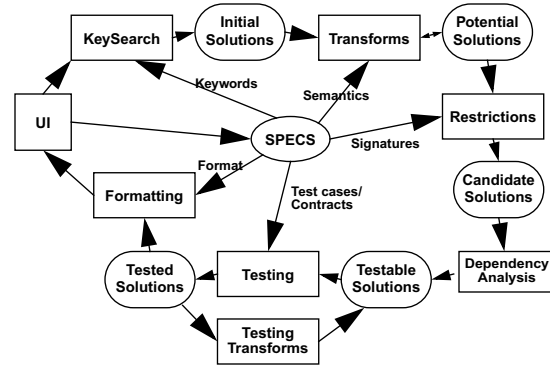 Initial
Solutions
Potential
Solutions
KeySearch
Transforms
Keywords
Semantics
UI
SPECS
Restrictions
Signatures
Format
Formatting
Test cases/
Contracts
Candidate
Solutions
Tested
Solutions
Testing
Testable
Solutions
Dependency
Analysis
Testing
Transforms